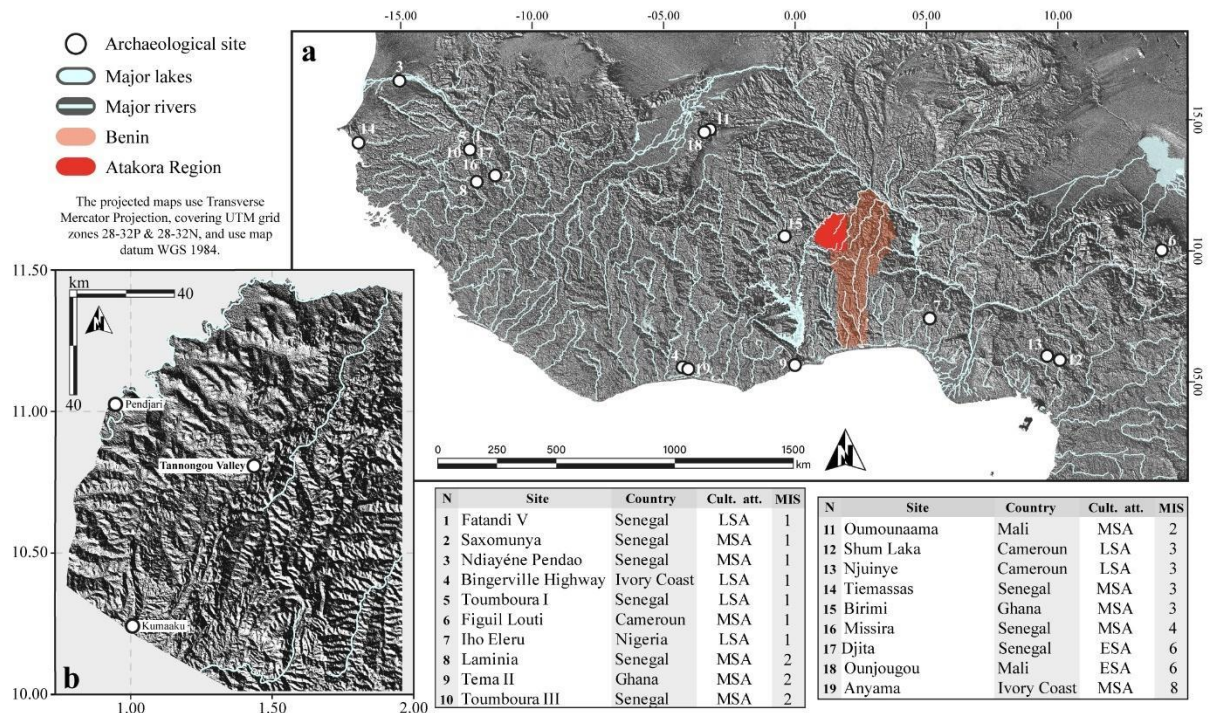 Archaeological site
Major lakes
Major rivers
Benin
Atakora Region
The projected maps use Transverse
Mercator Projection, covering UTM grid
zones 28-32P & 28-32N, and use map
datum WGS 1984.
-15.00 -10.00 -05.00 0.00 05.00 10.00
a
15.00
10.00
05.00
3
14
5
10
17
16
8
2
11
18
15
6
7
13
12
4
19
9
0 250 500 1000 1500
km
N
11.50
11.00
10.50
10.00
km
40
N
40
Pendjari
Tannongou Valley
Kumaaku
b
1.00 1.50 2.00
N Site Country Cult. att. MIS
1 Fatandi V Senegal LSA 1
2 Saxomunya Senegal MSA 1
3 Ndiayéne Pendao Senegal MSA 1
4 Bingerville Highway Ivory Coast LSA 1
5 Toumboura I Senegal LSA 1
6 Figuil Louti Cameroun MSA 1
7 Iho Eleru Nigeria LSA 1
8 Laminia Senegal MSA 2
9 Tema II Ghana MSA 2
10 Toumboura III Senegal MSA 2
N Site Country Cult. att. MIS
11 Oumounaama Mali MSA 2
12 Shum Laka Cameroun LSA 3
13 Njuinye Cameroun LSA 3
14 Tiemassas Senegal MSA 3
15 Birimi Ghana MSA 3
16 Missira Senegal MSA 4
17 Djita Senegal ESA 6
18 Ounjougou Mali ESA 6
19 Anyama Ivory Coast MSA 8